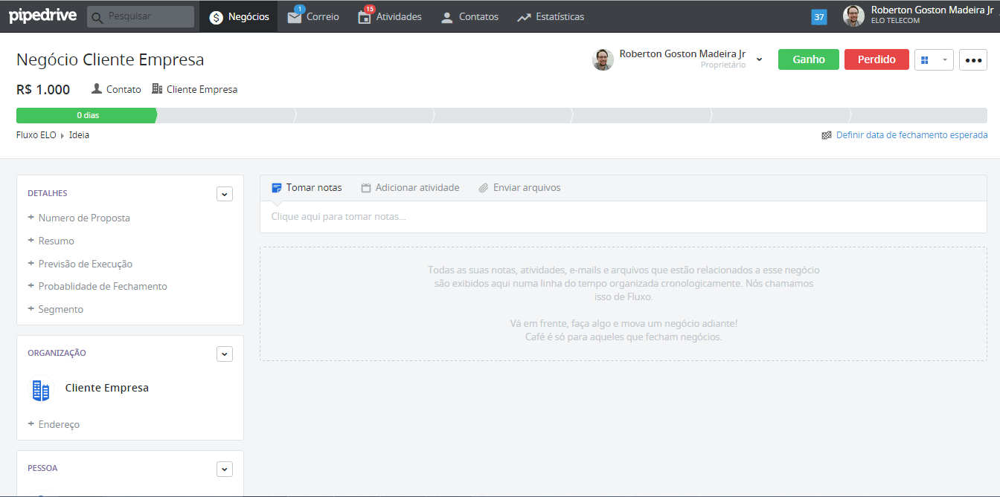 pipedrive
Pesquisar
Negócios
1
Correio
15
Atividades
Contatos
Estatísticas
37
Roberton Goston Madeira Jr
ELO TELECOM
Negócio Cliente Empresa
Roberton Goston Madeira Jr
Proprietário
Ganho
Perdido
R$ 1.000
Contato
Cliente Empresa
0 dias
Fluxo ELO
Ideia
Definir data de fechamento esperada
DETALHES
+ Numero de Proposta
+ Resumo
+ Previsão de Execução
+ Probablidade de Fechamento
+ Segmento
ORGANIZAÇÃO
Cliente Empresa
+ Endereço
PESSOA
Tomar notas
Adicionar atividade
Enviar arquivos
Clique aqui para tomar notas...
Todas as suas notas, atividades, e-mails e arquivos que estão relacionados a esse negócio
são exibidos aqui numa linha do tempo organizada cronologicamente. Nós chamamos
isso de Fluxo.
Vá em frente, faça algo e mova um negócio adiante!
Café é só para aqueles que fecham negócios.